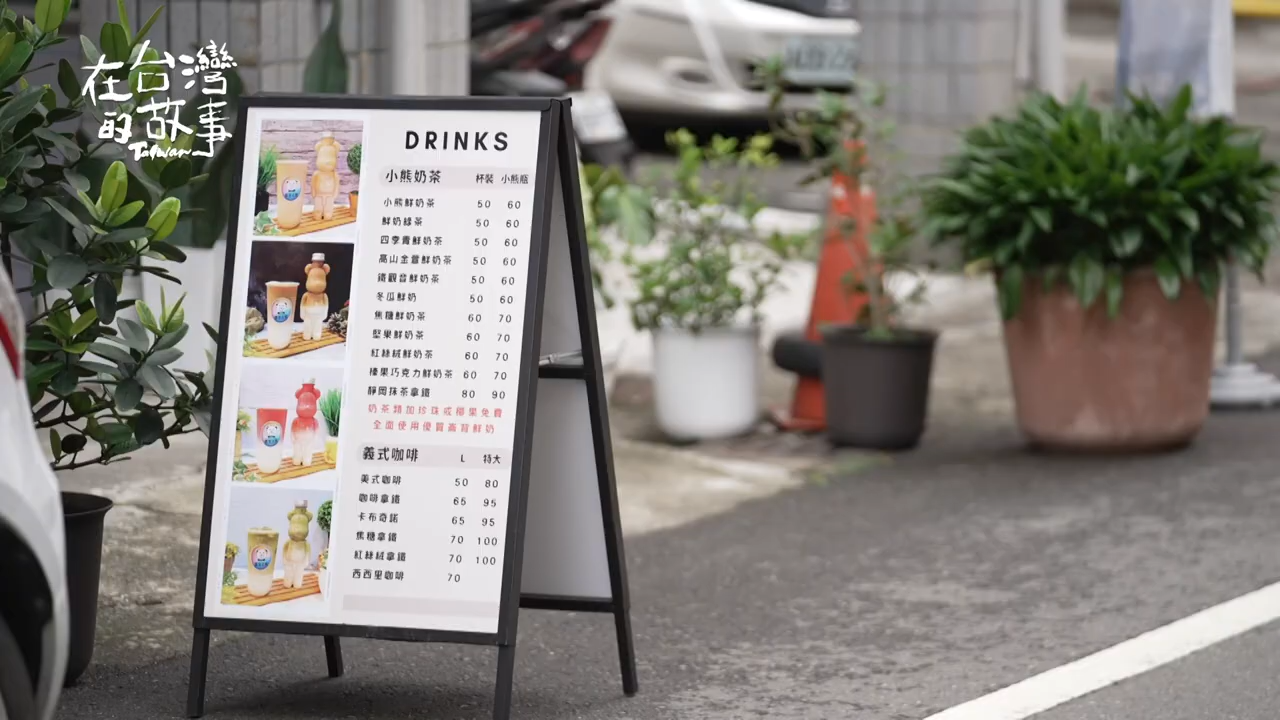 在台灣
的故事
Taiwan
DRINKS
小熊奶茶 杯裝 小熊瓶
小熊鮮奶茶 50 60
鮮奶綠茶 50 60
四季青鮮奶茶 50 60
高山金萱鮮奶茶 50 60
鐵觀音鮮奶茶 50 60
冬瓜鮮奶 50 60
焦糖鮮奶茶 60 70
堅果鮮奶茶 60 70
紅絲絨鮮奶茶 60 70
榛果巧克力鮮奶茶 60 70
靜岡抹茶拿鐵 80 90
奶茶類加珍珠或椰果免費
全面使用優質高背鮮奶
義式咖啡 L 特大
美式咖啡 50 80
咖啡拿鐵 65 95
卡布奇諾 65 95
焦糖拿鐵 70 100
紅絲絨拿鐵 70 100
西西里咖啡 70